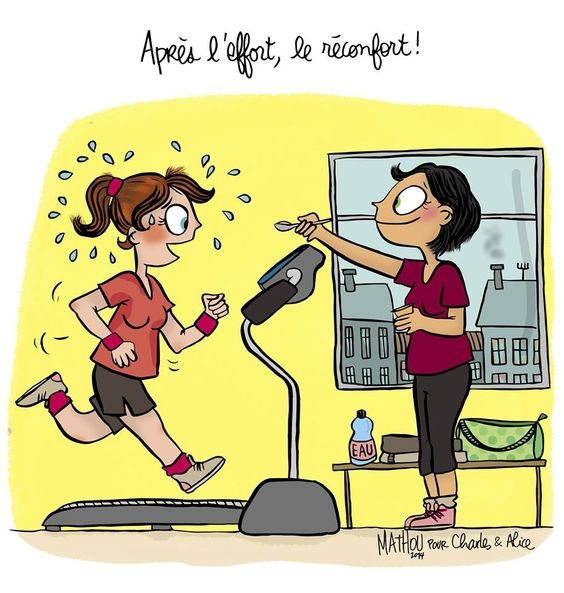 Après l'effort, le réconfort!
EAU
MATHOU POUR Charles & Alice
2014